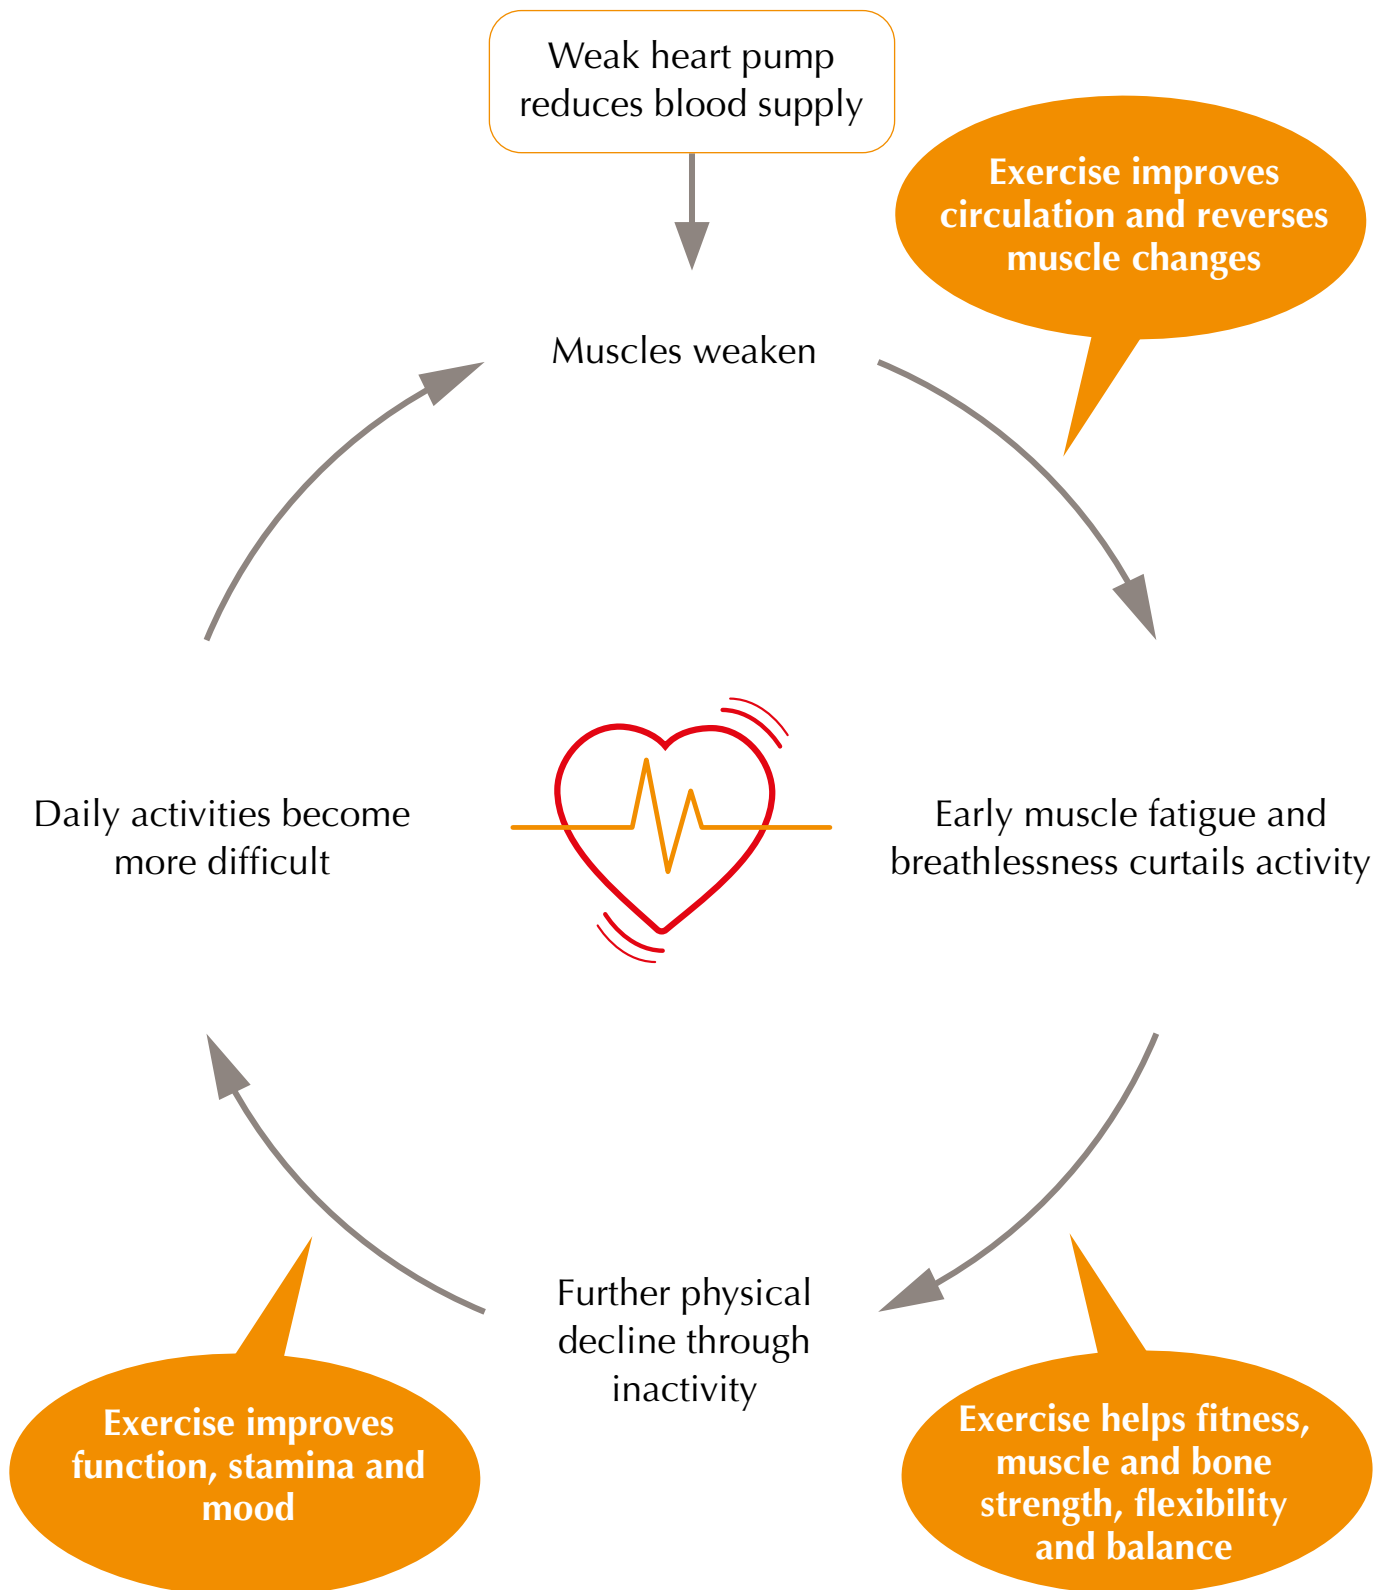 Weak heart pump
reduces blood supply
Exercise improves
circulation and reverses
muscle changes
Muscles weaken
Daily activities become
more difficult
Early muscle fatigue and
breathlessness curtails activity
Further physical
decline through
inactivity
Exercise improves
function, stamina and
mood
Exercise helps fitness,
muscle and bone
strength, flexibility
and balance